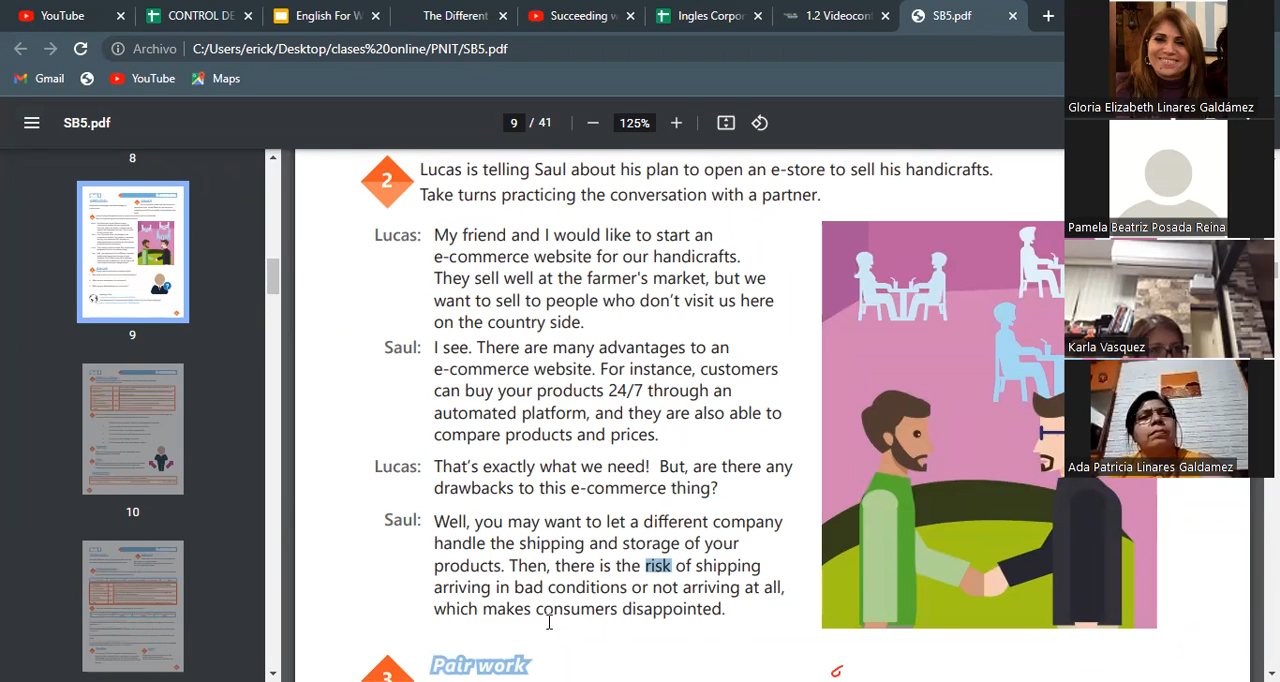 YouTube
CONTROL DE
English For W
The Different
Succeeding w
Ingles Corpor
1.2 Videocont
SB5.pdf
Archivo
C:/Users/erick/Desktop/clases%20online/PNIT/SB5.pdf
Gmail
YouTube
Maps
SB5.pdf
9 / 41
125%
8
9
10
2
Lucas is telling Saul about his plan to open an e-store to sell his handicrafts.
Take turns practicing the conversation with a partner.
Lucas: My friend and I would like to start an
e-commerce website for our handicrafts.
They sell well at the farmer's market, but we
want to sell to people who don't visit us here
on the country side.
Saul: I see. There are many advantages to an
e-commerce website. For instance, customers
can buy your products 24/7 through an
automated platform, and they are also able to
compare products and prices.
Lucas: That's exactly what we need! But, are there any
drawbacks to this e-commerce thing?
Saul: Well, you may want to let a different company
handle the shipping and storage of your
products. Then, there is the risk of shipping
arriving in bad conditions or not arriving at all,
which makes consumers disappointed.
3
Pair work
Gloria Elizabeth Linares Galdámez
Pamela Beatriz Posada Reina
Karla Vasquez
Ada Patricia Linares Galdamez